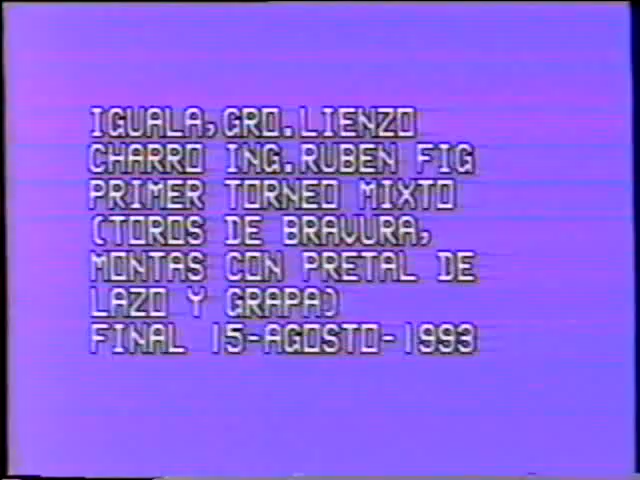 IGUALA,GRO.LIENZO
CHARRO ING.RUBEN FIG
PRIMER TORNEO MIXTO
(TOROS DE BRAVURA,
MONTAS CON PRETAL DE
LAZO Y GRAPA)
FINAL 15-AGOSTO-1993